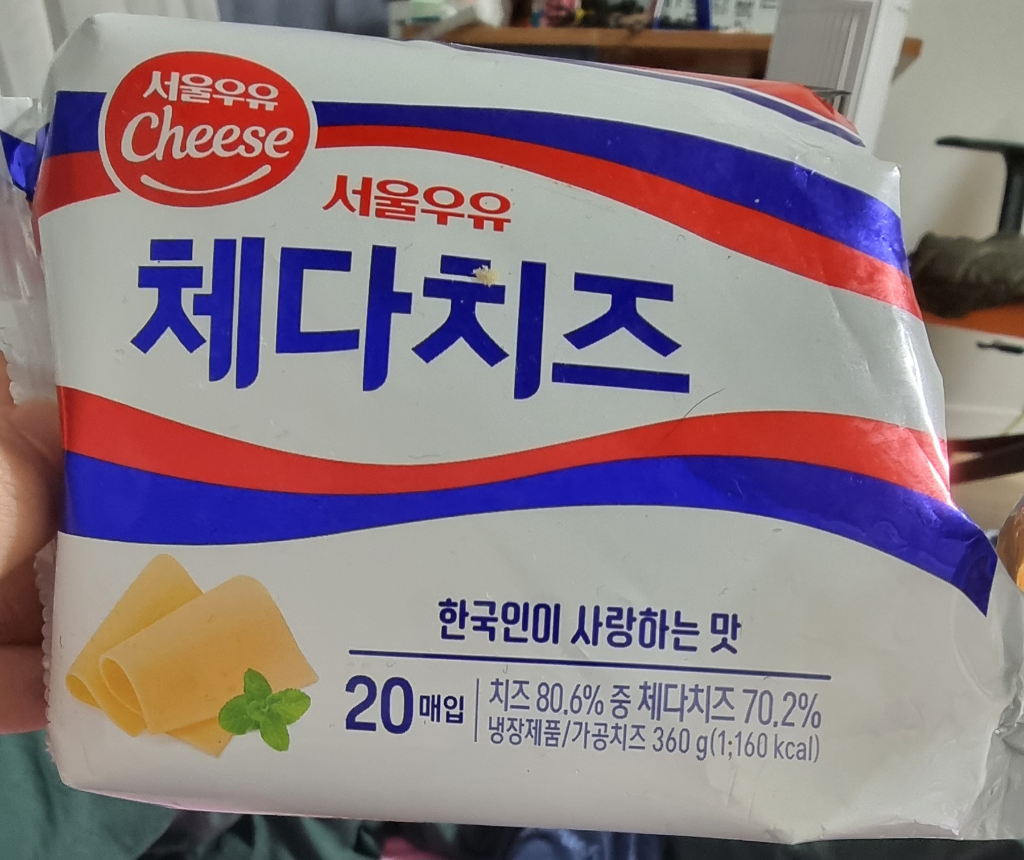 서울우유
Cheese
서울우유
체다치즈
한국인이 사랑하는 맛
20매입
치즈 80.6% 중 체다치즈 70.2%
냉장제품/가공치즈 360 g(1;160 kcal)